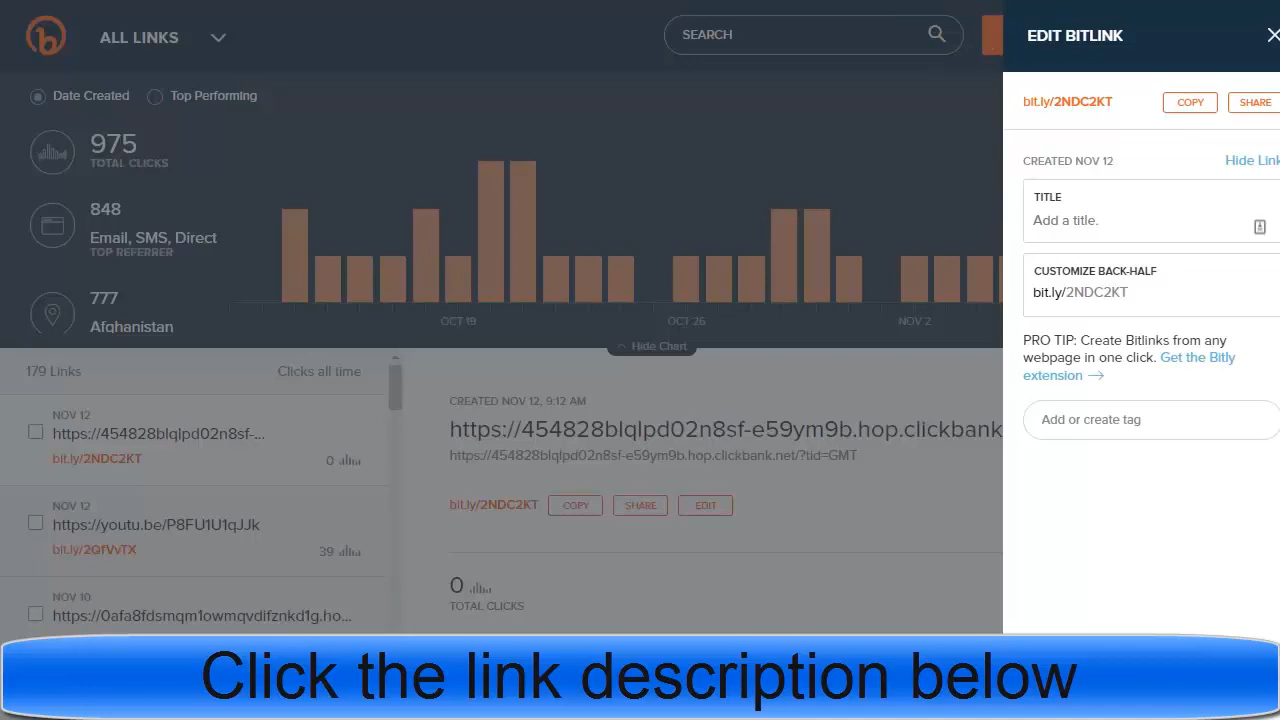 ALL LINKS
SEARCH
EDIT BITLINK
Date Created
Top Performing
bit.ly/2NDC2KT
COPY
SHARE
975
TOTAL CLICKS
CREATED NOV 12
Hide Link
TITLE
Add a title.
848
Email, SMS, Direct
TOP REFERRER
CUSTOMIZE BACK-HALF
bit.ly/2NDC2KT
777
Afghanistan
OCT 19
OCT 26
NOV 2
Hide Chart
PRO TIP: Create Bitlinks from any
webpage in one click. Get the Bitly
extension →
Add or create tag
179 Links
Clicks all time
NOV 12
https://454828blqlpd02n8sf-...
bit.ly/2NDC2KT
0
NOV 12
https://youtu.be/P8FU1U1qJJk
bit.ly/2QfVvTX
39
NOV 10
https://0afa8fdsmqm1owmqvdifznkd1g.ho...
CREATED NOV 12, 9:12 AM
https://454828blqlpd02n8sf-e59ym9b.hop.clickbank
https://454828blqlpd02n8sf-e59ym9b.hop.clickbank.net/?tid=GMT
bit.ly/2NDC2KT
COPY
SHARE
EDIT
0
TOTAL CLICKS
Click the link description below